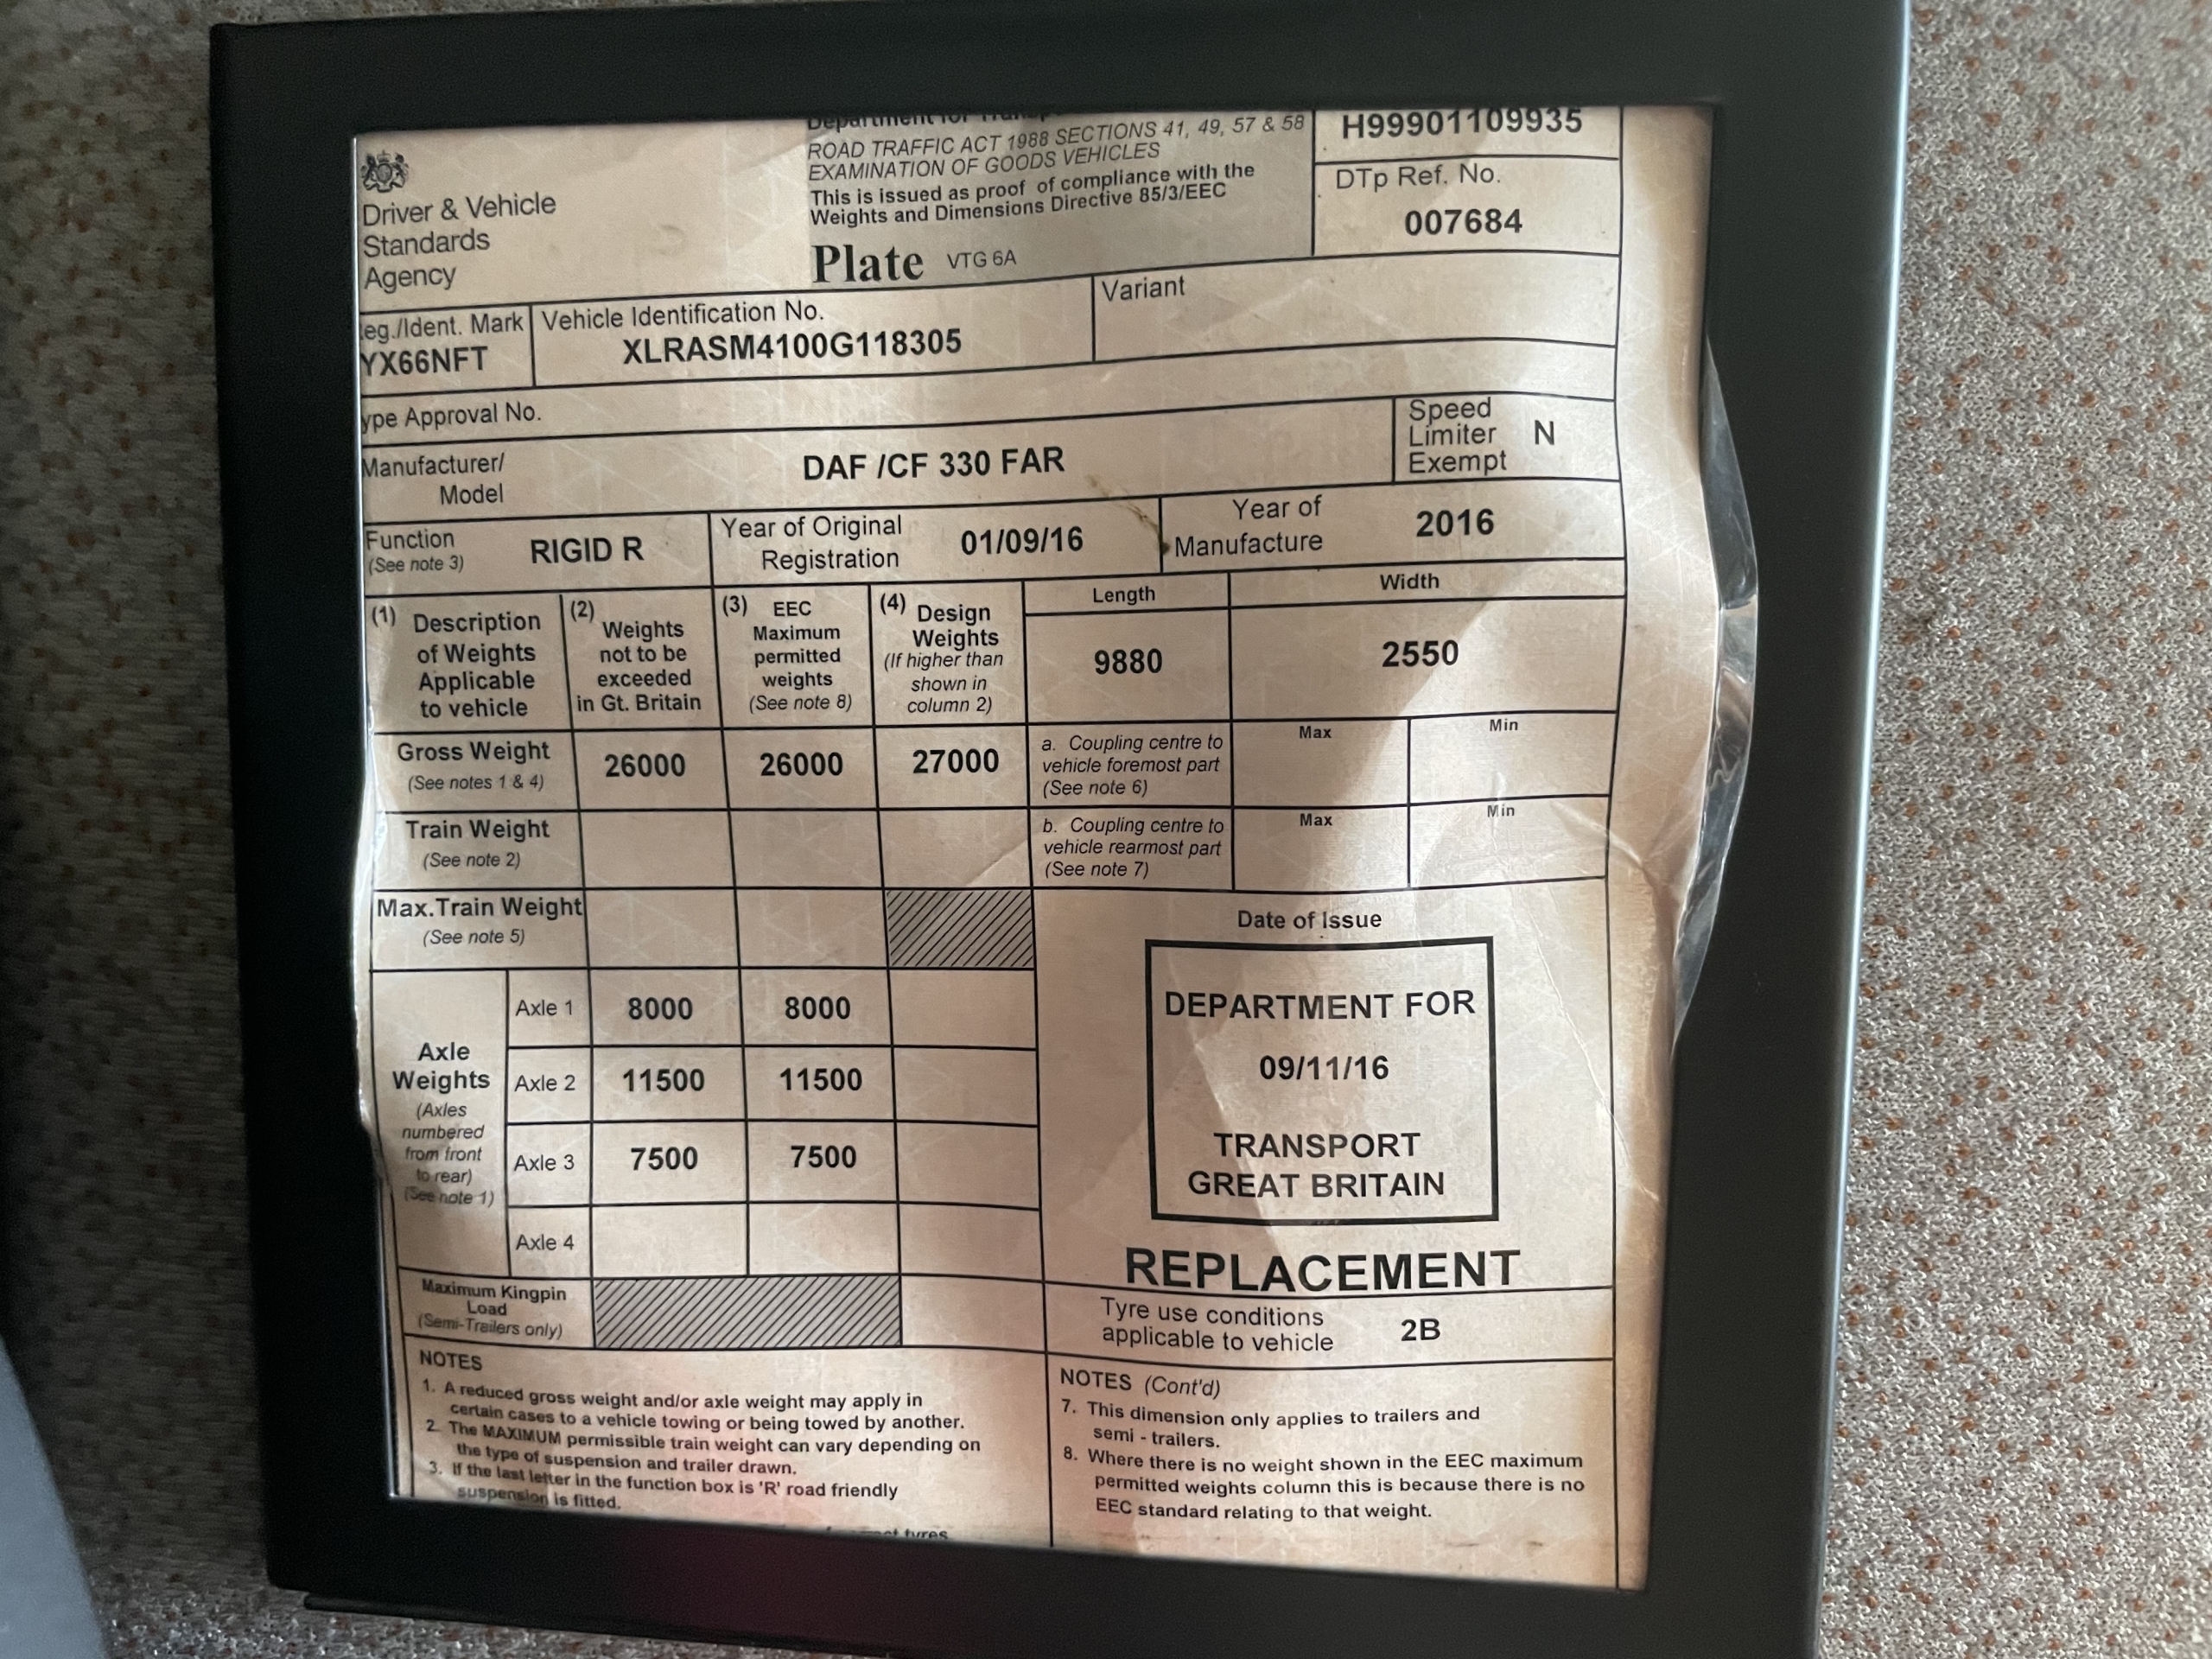 Department for Transport
ROAD TRAFFIC ACT 1988 SECTIONS 41, 49, 57 & 58
EXAMINATION OF GOODS VEHICLES
This is issued as proof of compliance with the
Weights and Dimensions Directive 85/3/EEC
Plate VTG 6A
H99901109935
DTp Ref. No.
007684
Driver & Vehicle
Standards
Agency
eg./Ident. Mark
YX66NFT
Vehicle Identification No.
XLRASM4100G118305
Variant
ype Approval No.
Manufacturer/
Model
DAF /CF 330 FAR
Speed
Limiter
Exempt
N
Function
(See note 3)
RIGID R
Year of Original
Registration
01/09/16
Year of
Manufacture
2016
(1) Description
of Weights
Applicable
to vehicle
(2) Weights
not to be
exceeded
in Gt. Britain
(3) EEC
Maximum
permitted
weights
(See note 8)
(4) Design
Weights
(If higher than
shown in
column 2)
Length
9880
Width
2550
Gross Weight
(See notes 1 & 4)
26000
26000
27000
a. Coupling centre to
vehicle foremost part
(See note 6)
Max
Min
Train Weight
(See note 2)
b. Coupling centre to
vehicle rearmost part
(See note 7)
Max
Min
Max.Train Weight
(See note 5)
Axle
Weights
(Axles
numbered
from front
to rear)
(See note 1)
Axle 1
8000
8000
Axle 2
11500
11500
Axle 3
7500
7500
Axle 4
Date of Issue
DEPARTMENT FOR
09/11/16
TRANSPORT
GREAT BRITAIN
REPLACEMENT
Maximum Kingpin
Load
(Semi-Trailers only)
Tyre use conditions
applicable to vehicle
2B
NOTES
1. A reduced gross weight and/or axle weight may apply in
certain cases to a vehicle towing or being towed by another.
2. The MAXIMUM permissible train weight can vary depending on
the type of suspension and trailer drawn.
3. If the last letter in the function box is 'R' road friendly
suspension is fitted.
tyres
NOTES (Cont'd)
7. This dimension only applies to trailers and
semi - trailers.
8. Where there is no weight shown in the EEC maximum
permitted weights column this is because there is no
EEC standard relating to that weight.